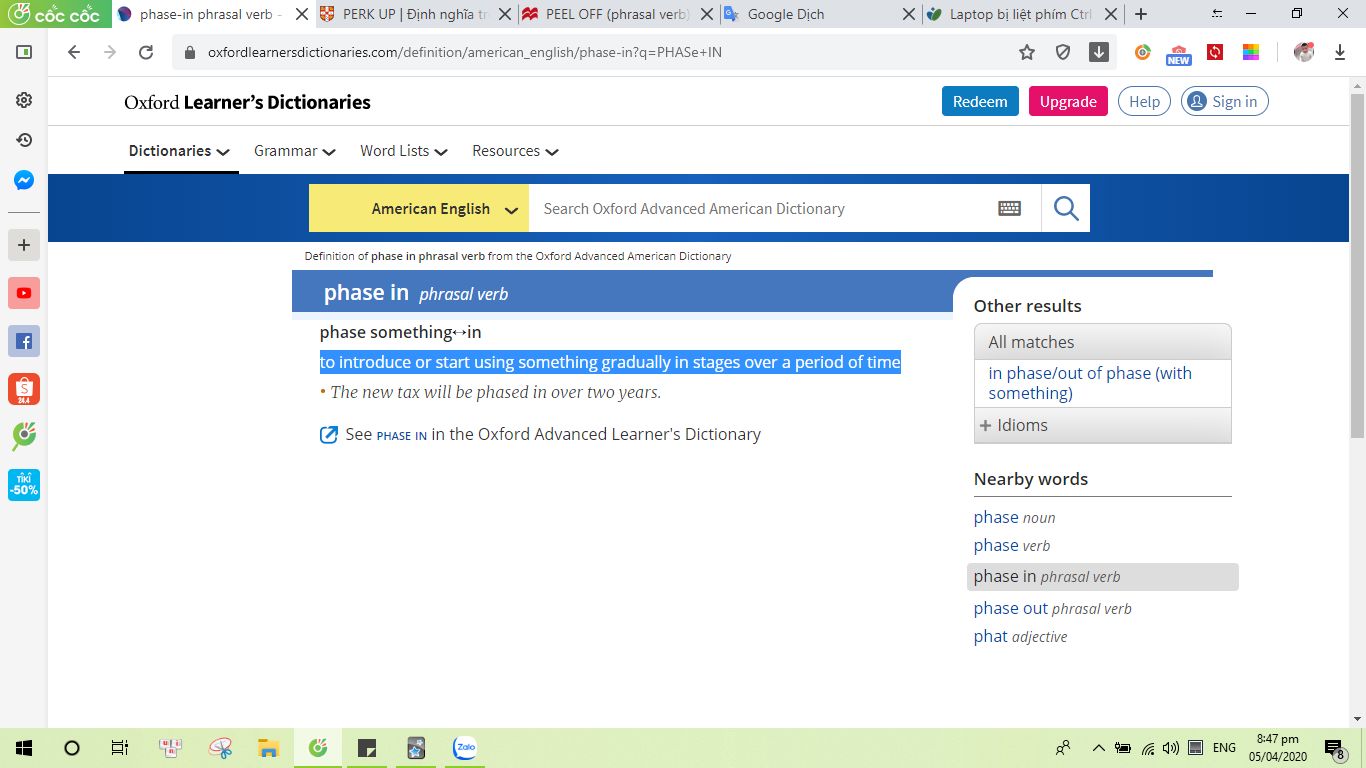 cốc cốc phase-in phrasal verb - PERK UP | Định nghĩa tr PEEL OFF (phrasal verb) Google Dịch Laptop bị liệt phím Ctrl
oxfordlearnersdictionaries.com/definition/american_english/phase-in?q=PHASe+IN
NEW
Oxford Learner's Dictionaries
Redeem Upgrade Help Sign in
Dictionaries Grammar Word Lists Resources
American English Search Oxford Advanced American Dictionary
Definition of phase in phrasal verb from the Oxford Advanced American Dictionary
phase in phrasal verb
phase something↔in
to introduce or start using something gradually in stages over a period of time
• The new tax will be phased in over two years.
See PHASE IN in the Oxford Advanced Learner's Dictionary
Other results
All matches
in phase/out of phase (with
something)
+ Idioms
Nearby words
phase noun
phase verb
phase in phrasal verb
phase out phrasal verb
phat adjective
S
24.4
TIKI
-50%
Zalo
ENG
8:47 pm
05/04/2020
8